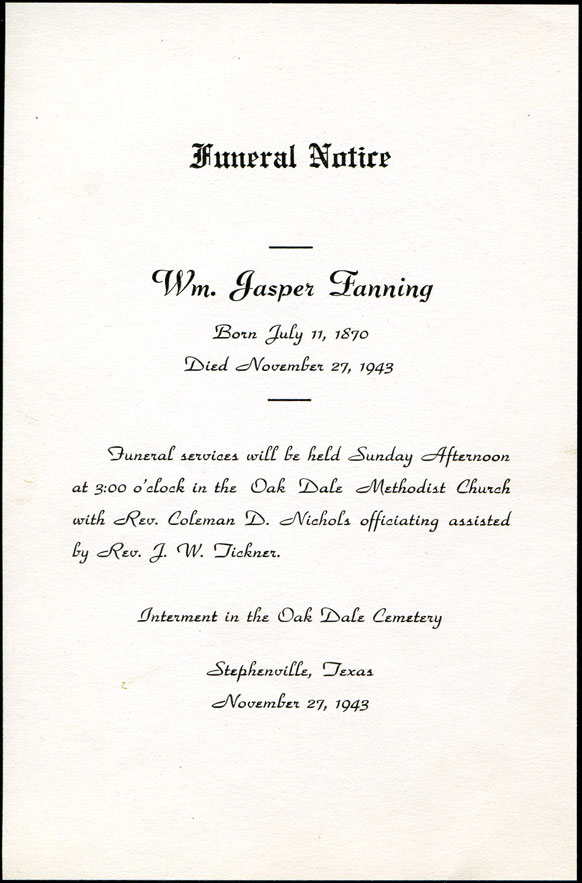 Funeral Notice
Wm. Jasper Fanning
Born July 11, 1870
Died November 27, 1943
Funeral services will be held Sunday Afternoon
at 3:00 o'clock in the Oak Dale Methodist Church
with Rev. Coleman D. Nichols officiating assisted
by Rev. J. W. Tickner.
Interment in the Oak Dale Cemetery
Stephenville, Texas
November 27, 1943